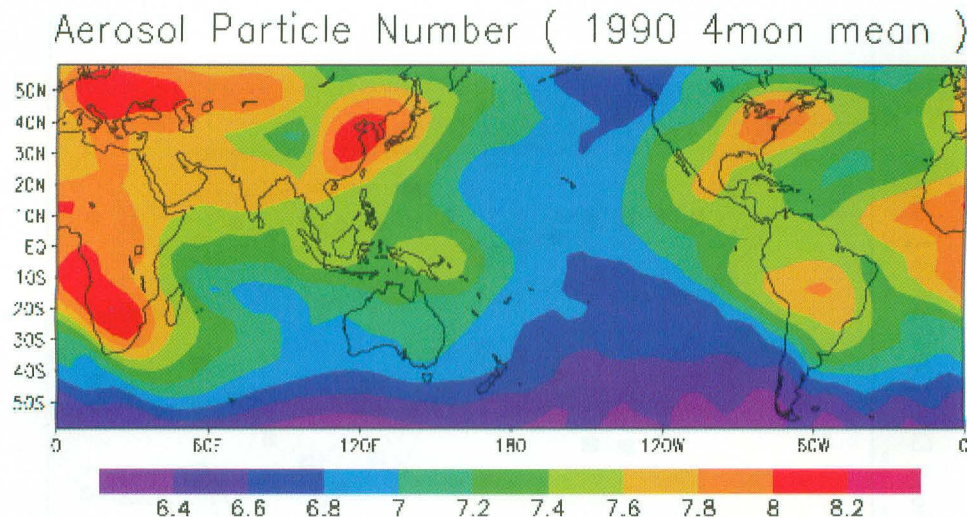 Aerosol Particle Number ( 1990 4mon mean )
50N
40N
30N
20N
10N
EQ
10S
20S
30S
40S
50S
0 60E 120E 180 120W 60W 0
6.4 6.6 6.8 7 7.2 7.4 7.6 7.8 8 8.2